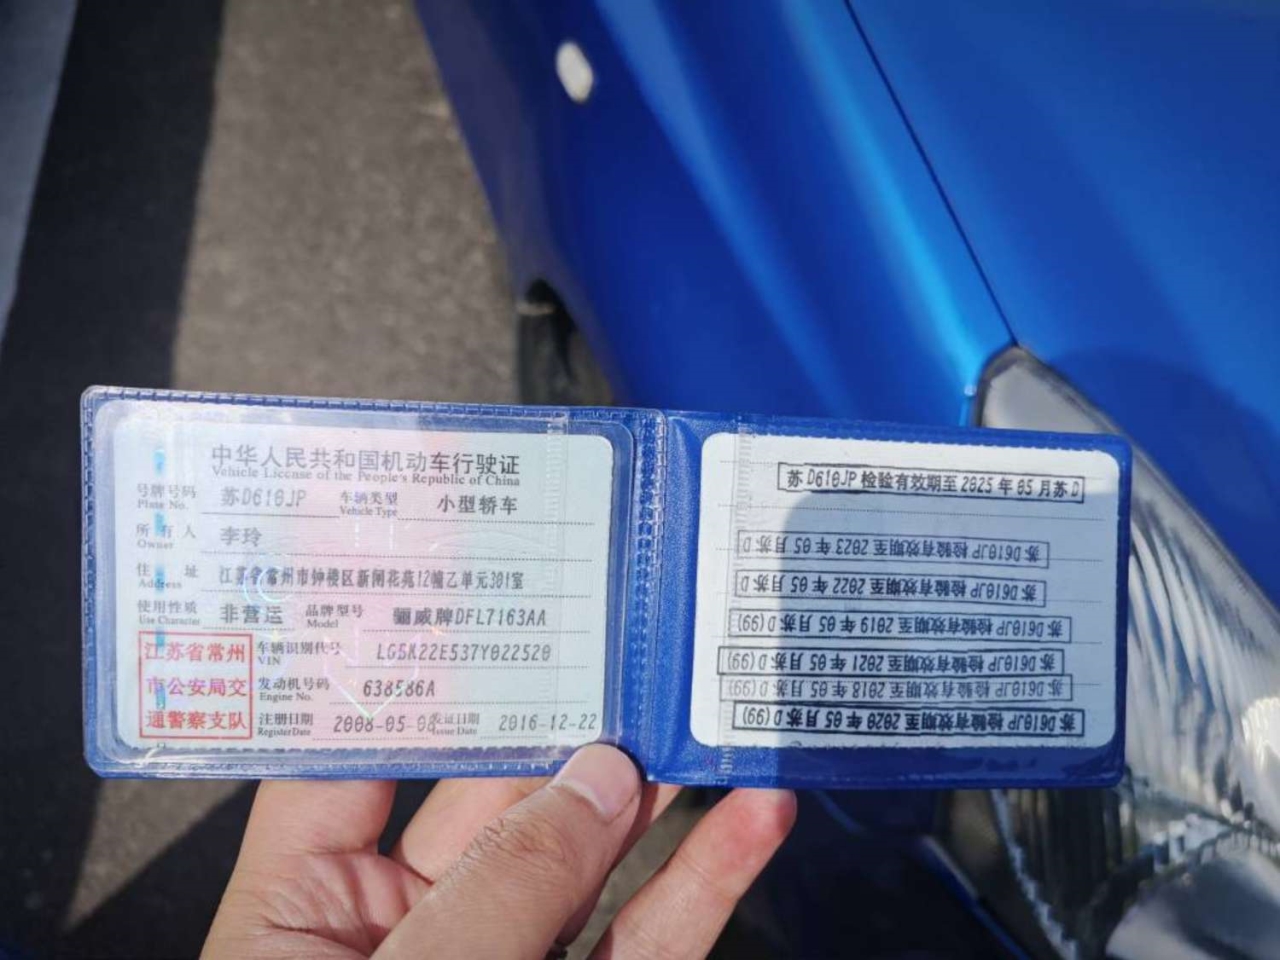 中华人民共和国机动车行驶证
Vehicle License of the People's Republic of China
号牌号码 苏D610JP 车辆类型 小型轿车
Plate No. Vehicle Type
所有人 李玲
Owner
住址 江苏省常州市钟楼区新闸花苑12幢乙单元301室
Address
使用性质 非营运 品牌型号 骊威牌DFL7163AA
Use Character Model
江苏省常州
市公安局交
通警察支队
车辆识别代号 LG5K22E537Y022520
VIN
发动机号码 638586A
Engine No.
注册日期 2008-05-08 发证日期 2016-12-22
Register Date Issue Date
苏D610JP 检验有效期至 2025 年 05 月苏 D
苏D610JP 检验有效期至 2023 年 05 月苏 D
苏D610JP 检验有效期至 2022 年 05 月苏 D
苏D610JP 检验有效期至 2019 年 05 月苏 D(99)
苏D610JP 检验有效期至 2021 年 05 月苏 D(99)
苏D610JP 检验有效期至 2018 年 05 月苏 D(99)
苏D610JP 检验有效期至 2020 年 05 月苏 D(99)